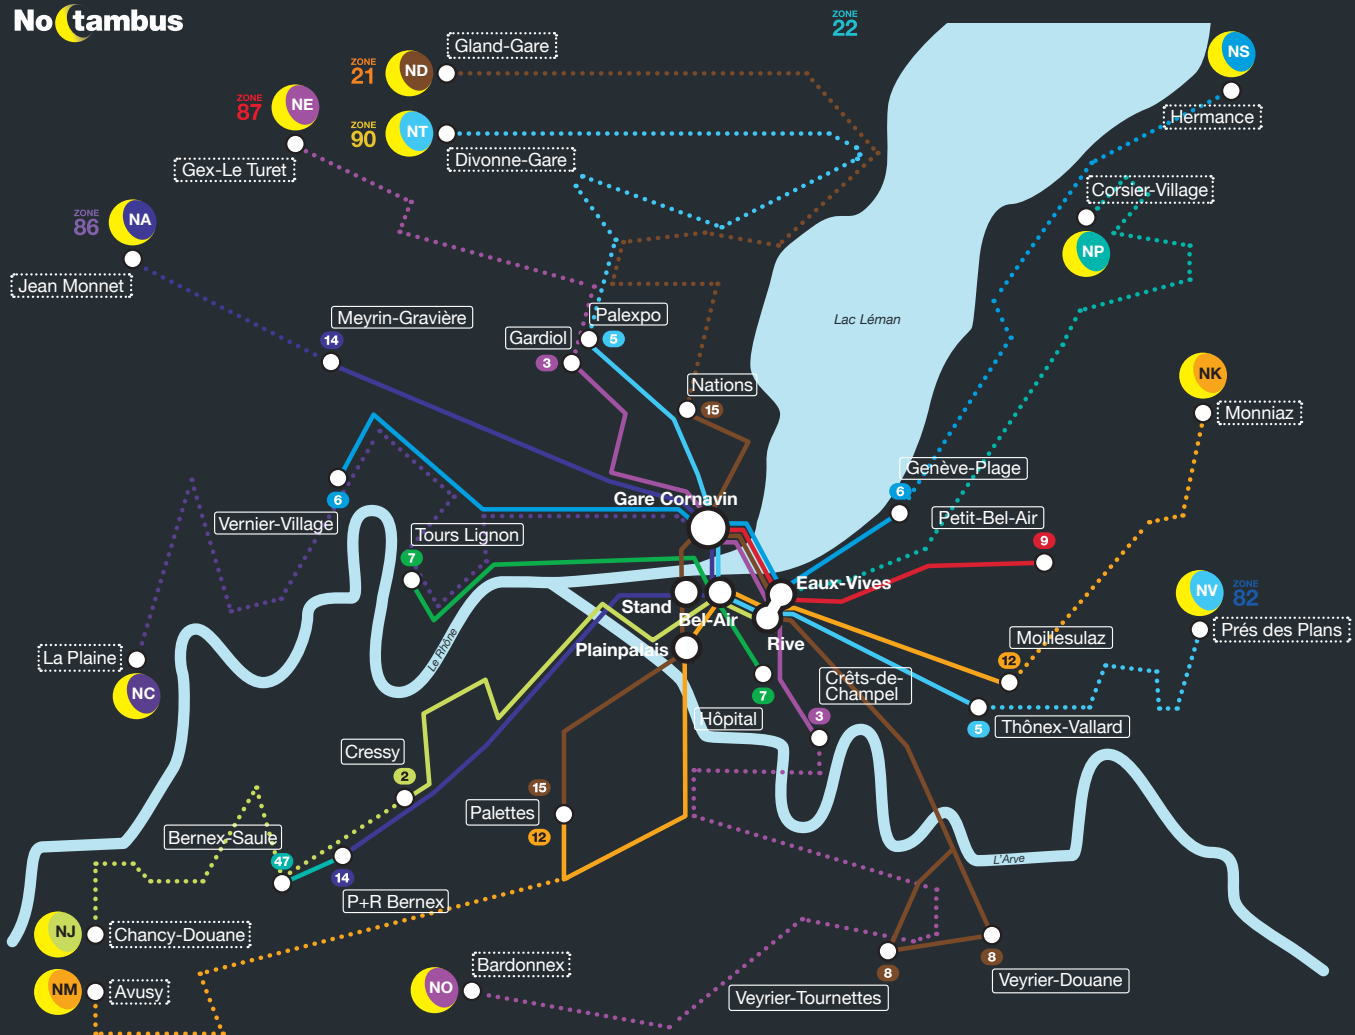 Noctambus
ZONE
22
Gland-Gare
ZONE
21
ND
NS
ZONE
87
NE
ZONE
90
NT
Hermance
Divonne-Gare
Gex-Le Turet
Corsier-Village
ZONE
86
NA
NP
Jean Monnet
Meyrin-Gravière
Palexpo
Lac Léman
14
Gardiol
5
3
NK
Nations
15
Monniaz
Genève-Plage
6
6
Gare Cornavin
Vernier-Village
Petit-Bel-Air
Tours Lignon
9
7
Eaux-Vives
NV
ZONE
82
Stand
Bel-Air
Prés des Plans
Le Rhône
Plainpalais
Rive
Moillesulaz
La Plaine
12
NC
7
Crêts-de-
Champel
3
Hôpital
5
Thônex-Vallard
Cressy
2
15
Palettes
12
Bernex-Saule
47
14
L'Arve
P+R Bernex
NJ
Chancy-Douane
8
8
Bardonnex
NM
Avusy
NO
Veyrier-Tournettes
Veyrier-Douane